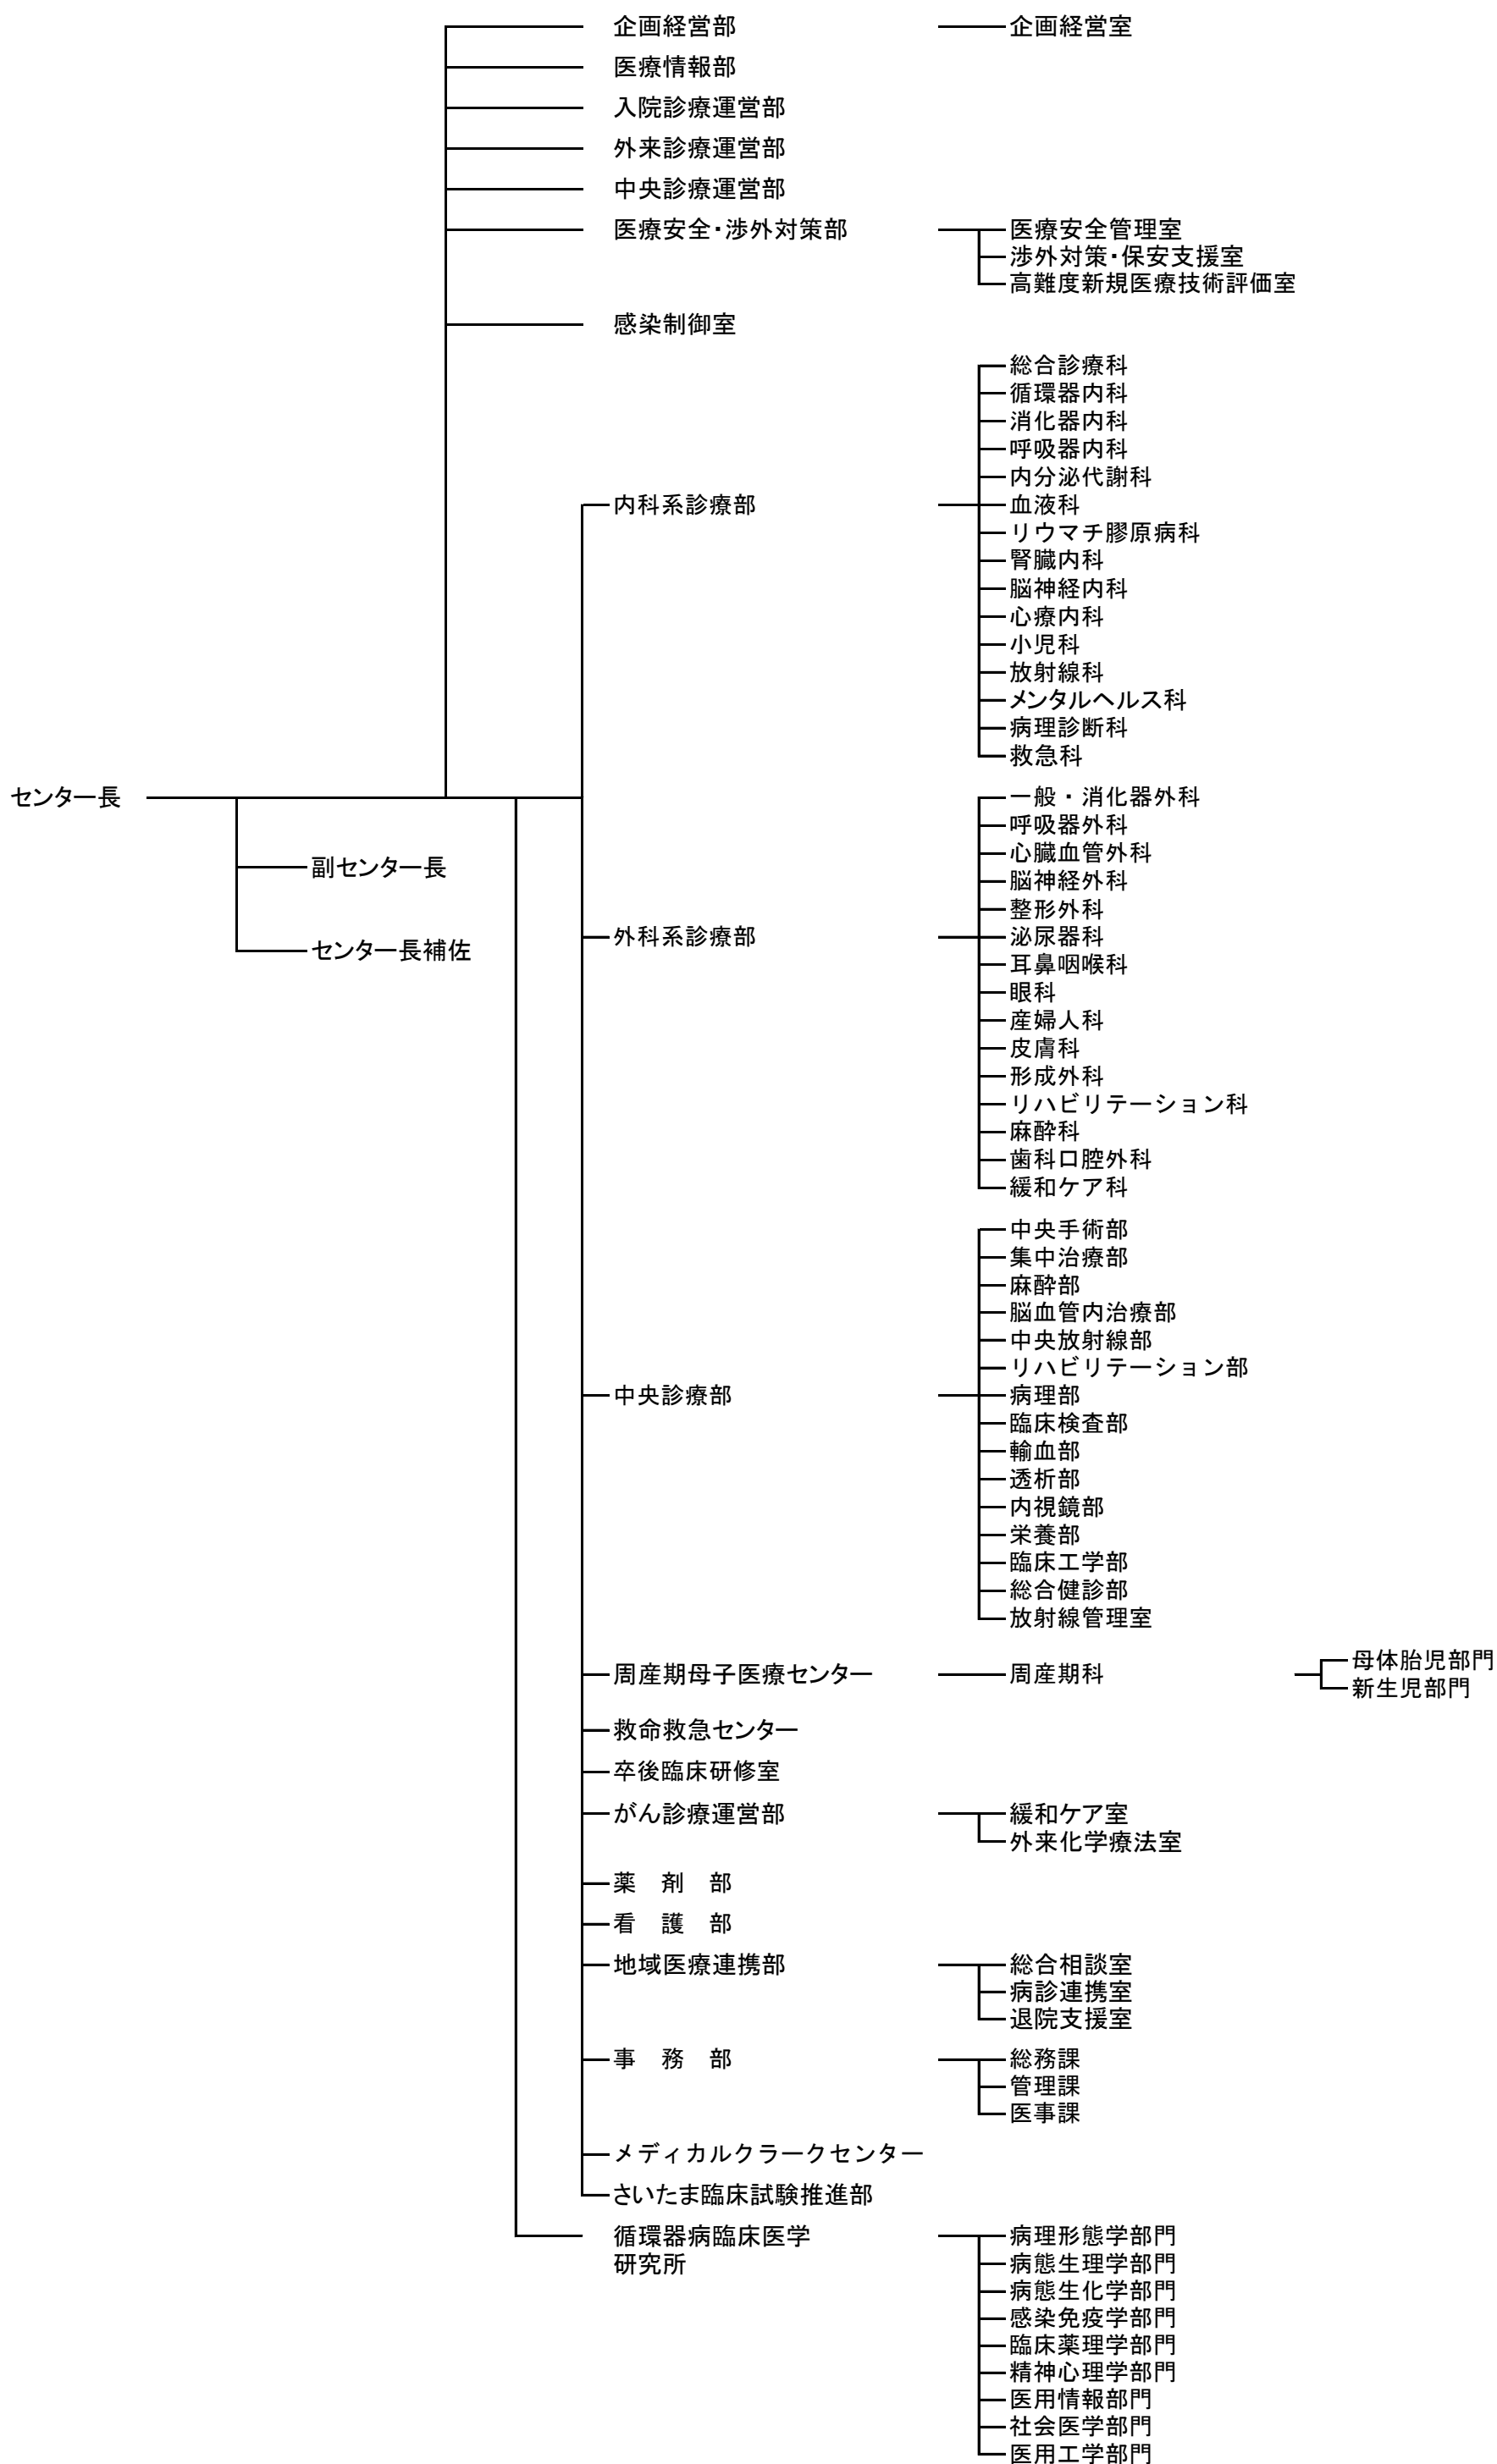 企画経営部　企画経営室
医療情報部
入院診療運営部
外来診療運営部
中央診療運営部
医療安全・渉外対策部　医療安全管理室
渉外対策・保安支援室
高難度新規医療技術評価室
感染制御室
総合診療科
循環器内科
消化器内科
呼吸器内科
内分泌代謝科
内科系診療部　血液科
リウマチ膠原病科
腎臓内科
脳神経内科
心療内科
小児科
放射線科
メンタルヘルス科
病理診断科
救急科
センター長　一般・消化器外科
呼吸器外科
心臓血管外科
副センター長　脳神経外科
整形外科
外科系診療部　泌尿器科
センター長補佐　耳鼻咽喉科
眼科
産婦人科
皮膚科
形成外科
リハビリテーション科
麻酔科
歯科口腔外科
緩和ケア科
中央手術部
集中治療部
麻酔部
脳血管内治療部
中央放射線部
リハビリテーション部
中央診療部　病理部
臨床検査部
輸血部
透析部
内視鏡部
栄養部
臨床工学部
総合健診部
放射線管理室
周産期母子医療センター　周産期科　母体胎児部門
新生児部門
救命救急センター
卒後臨床研修室
がん診療運営部　緩和ケア室
外来化学療法室
薬　剤　部
看　護　部
地域医療連携部　総合相談室
病診連携室
退院支援室
事　務　部　総務課
管理課
医事課
メディカルクラークセンター
さいたま臨床試験推進部
循環器病臨床医学　病理形態学部門
研究所　病態生理学部門
病態生化学部門
感染免疫学部門
臨床薬理学部門
精神心理学部門
医用情報部門
社会医学部門
医用工学部門